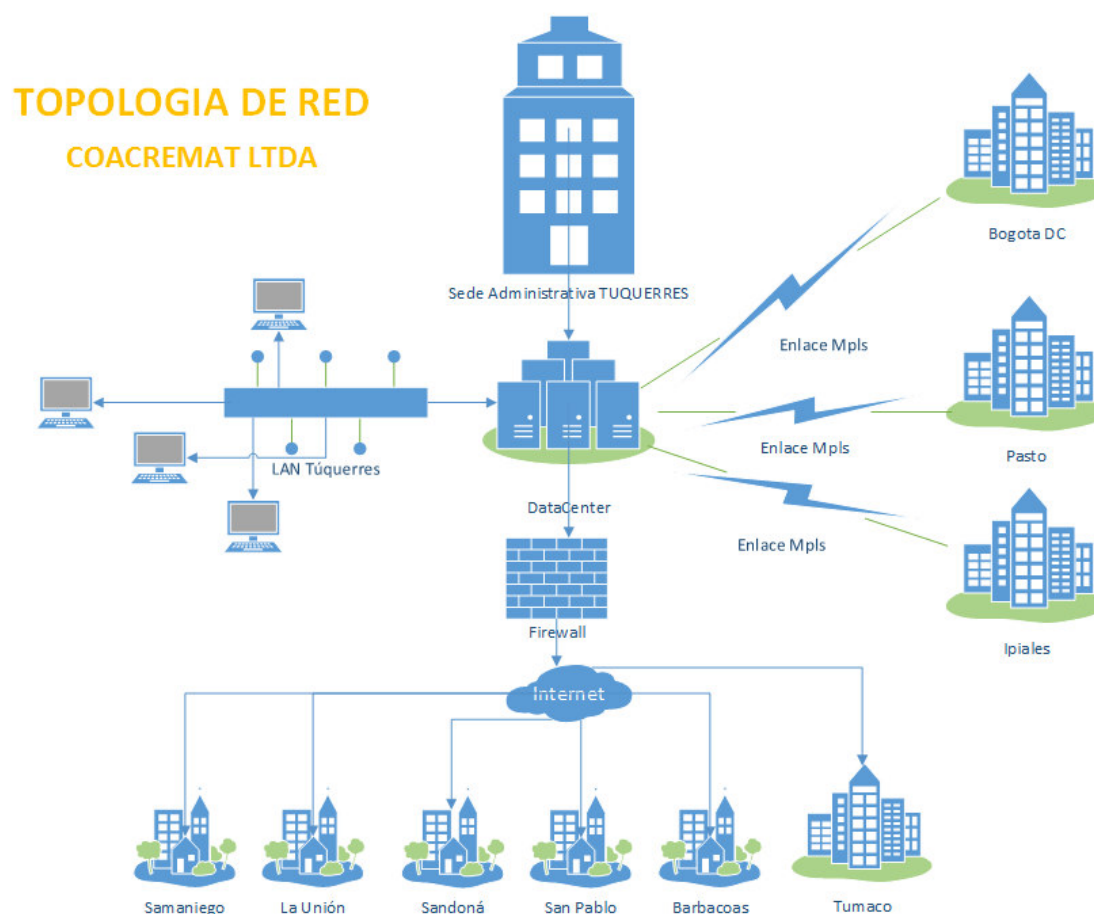 TOPOLOGIA DE RED
COACREMAT LTDA
Bogota DC
Sede Administrativa TUQUERRES
Enlace Mpls
Enlace Mpls
Pasto
LAN Túquerres
DataCenter
Enlace Mpls
Firewall
Ipiales
Internet
Samaniego
La Unión
Sandoná
San Pablo
Barbacoas
Tumaco